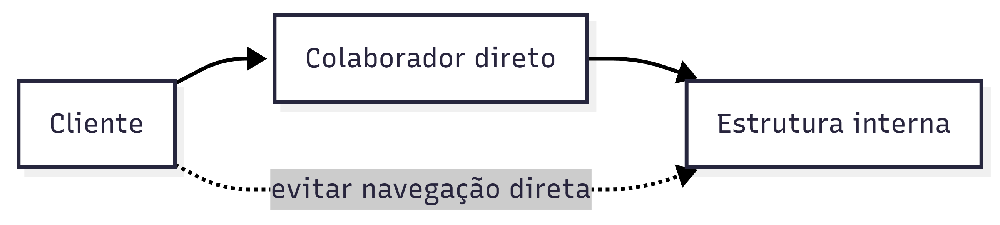 Colaborador direto
Cliente
Estrutura interna
evitar navegação direta